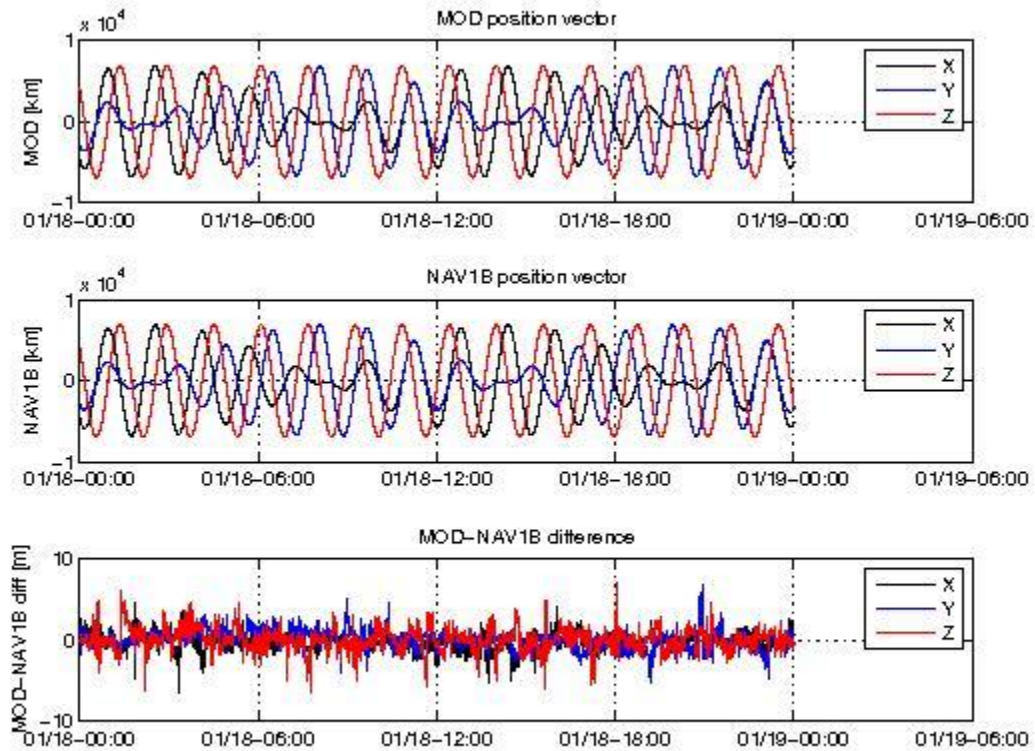 MOD position vector
x 10^4
1
0
−1
MOD [km]
X
Y
Z
01/18−00:00 01/18−06:00 01/18−12:00 01/18−18:00 01/19−00:00 01/19−06:00
NAV1B position vector
x 10^4
1
0
−1
NAV1B [km]
X
Y
Z
01/18−00:00 01/18−06:00 01/18−12:00 01/18−18:00 01/19−00:00 01/19−06:00
MOD−NAV1B difference
10
0
−10
MOD−NAV1B diff [m]
X
Y
Z
01/18−00:00 01/18−06:00 01/18−12:00 01/18−18:00 01/19−00:00 01/19−06:00